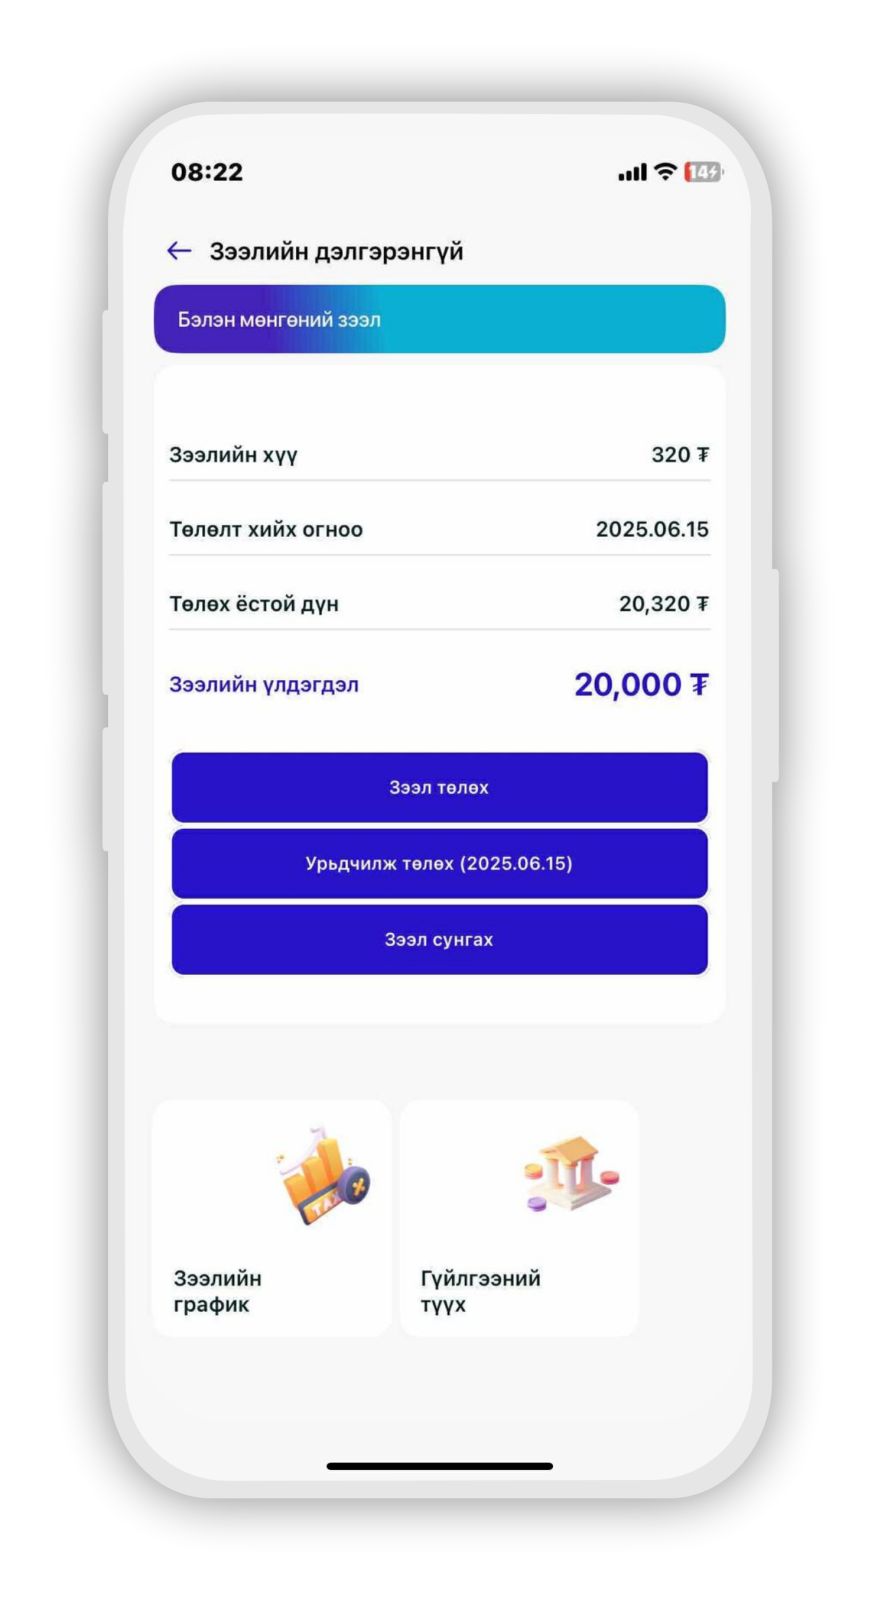 08:22
14
Зээлийн дэлгэрэнгүй
Бэлэн мөнгөний зээл
Зээлийн хүү 320 ₮
Төлөлт хийх огноо 2025.06.15
Төлөх ёстой дүн 20,320 ₮
Зээлийн үлдэгдэл 20,000 ₮
Зээл төлөх
Урьдчилж төлөх (2025.06.15)
Зээл сунгах
TAX
Зээлийн
график
Гүйлгээний
түүх